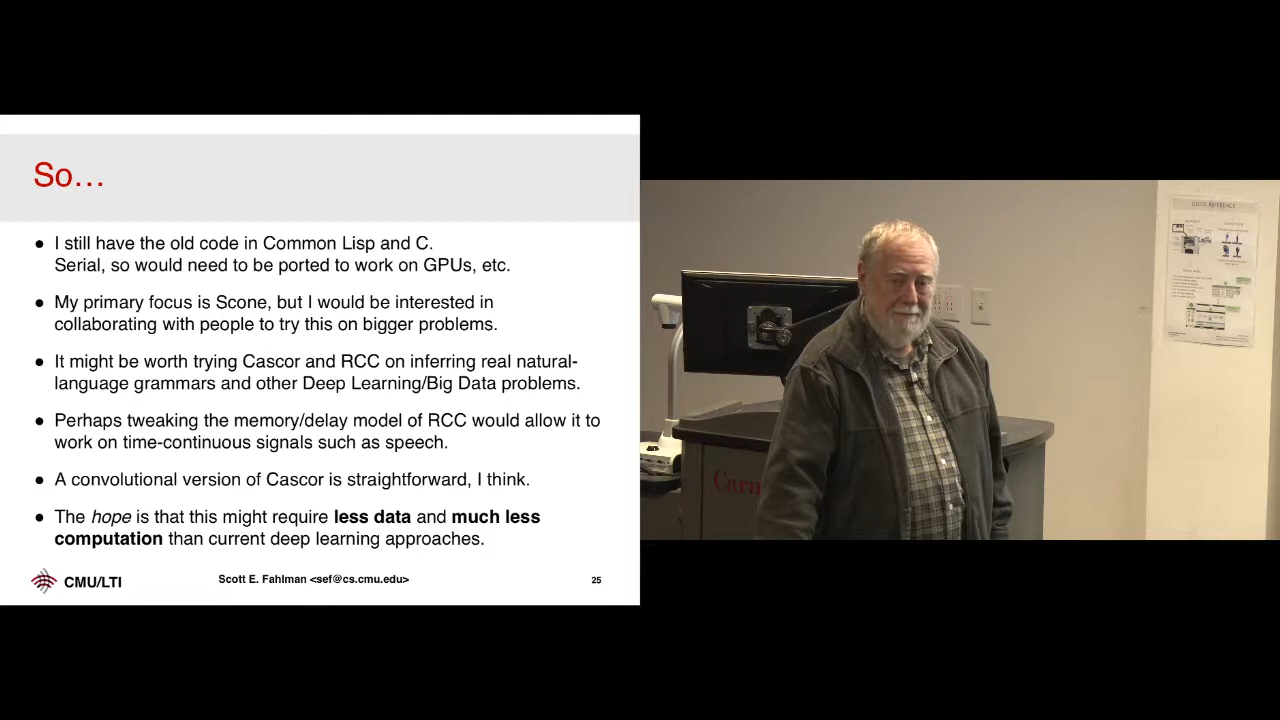 So...
• I still have the old code in Common Lisp and C.
Serial, so would need to be ported to work on GPUs, etc.
• My primary focus is Scone, but I would be interested in
collaborating with people to try this on bigger problems.
• It might be worth trying Cascor and RCC on inferring real natural-
language grammars and other Deep Learning/Big Data problems.
• Perhaps tweaking the memory/delay model of RCC would allow it to
work on time-continuous signals such as speech.
• A convolutional version of Cascor is straightforward, I think.
• The hope is that this might require less data and much less
computation than current deep learning approaches.
CMU/LTI
Scott E. Fahlman <sef@cs.cmu.edu>
25
QUICK REFERENCE
Carn